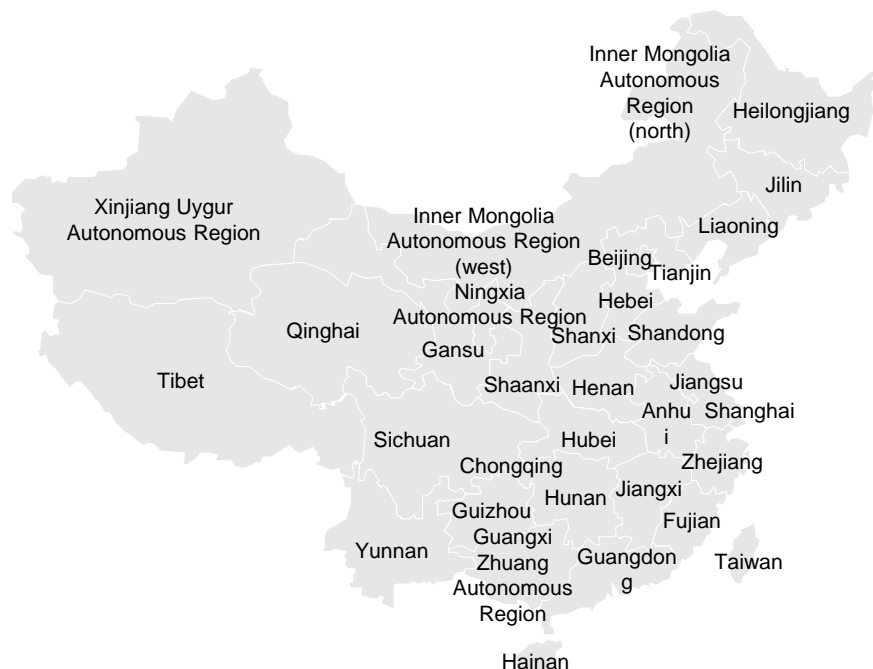 Inner Mongolia
Autonomous
Region
(north)
Heilongjiang
Jilin
Xinjiang Uygur
Autonomous Region
Inner Mongolia
Autonomous Region
(west)
Liaoning
Beijing
Tianjin
Ningxia
Autonomous Region
Hebei
Qinghai
Shanxi
Shandong
Gansu
Tibet
Shaanxi
Henan
Jiangsu
Anhu
i
Shanghai
Sichuan
Hubei
Chongqing
Zhejiang
Hunan
Jiangxi
Guizhou
Fujian
Guangxi
Zhuang
Autonomous
Region
Yunnan
Guangdon
g
Taiwan
Hainan